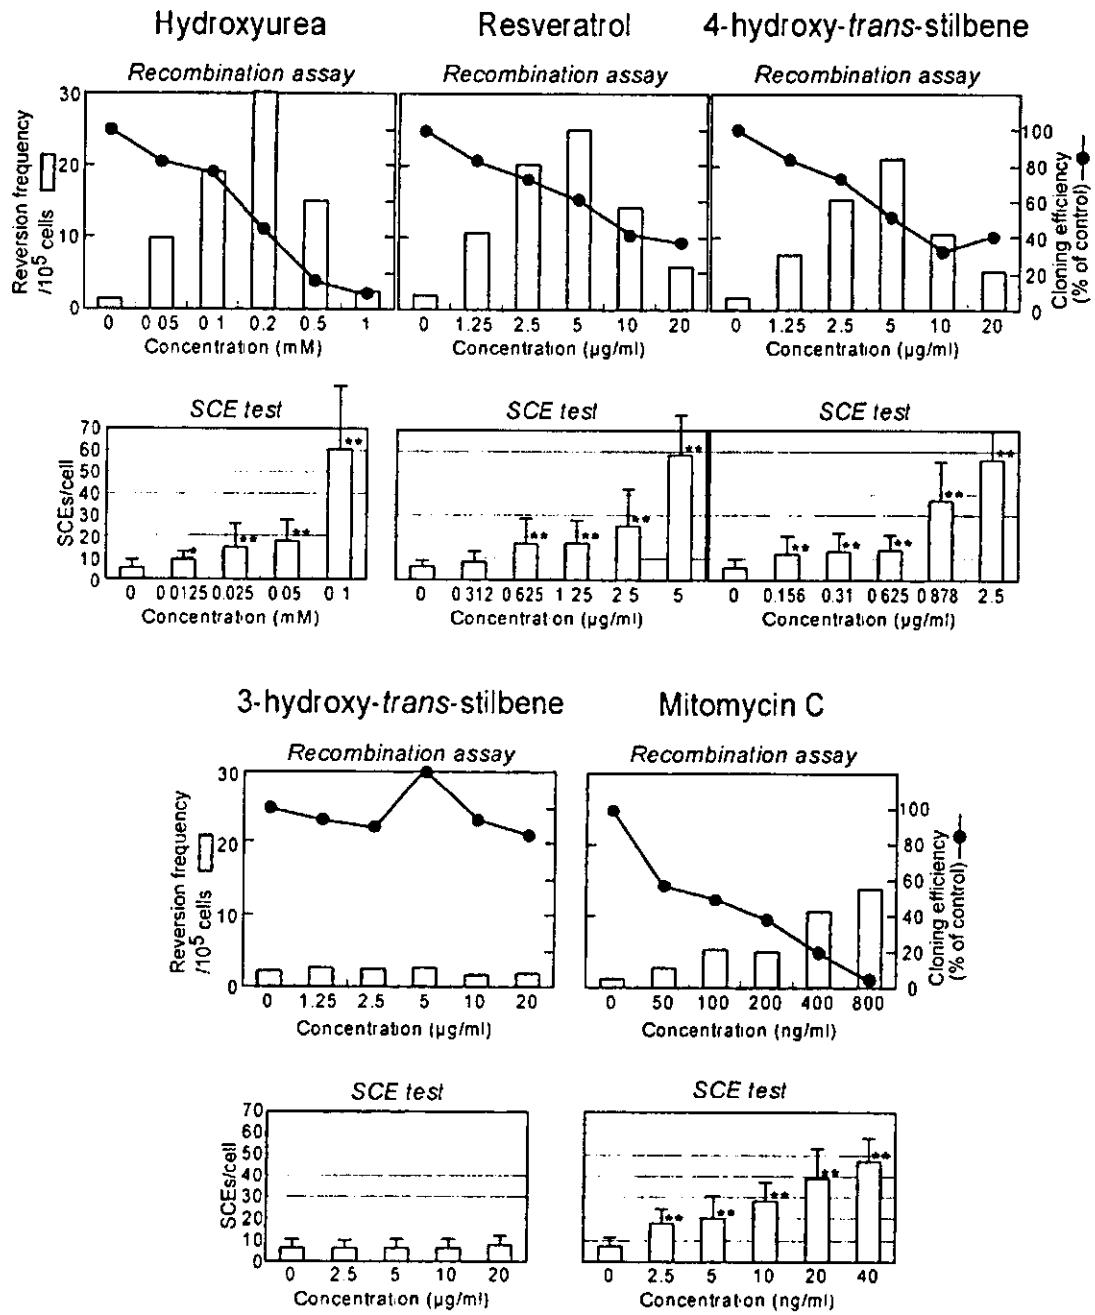 Hydroxyurea
Resveratrol
4-hydroxy-trans-stilbene
Recombination assay
Recombination assay
Recombination assay
Reversion frequency
/10⁵ cells
30
20
10
0
0 0 05 0 1 0.2 0.5 1
Concentration (mM)
0 1.25 2.5 5 10 20
Concentration (µg/ml)
0 1.25 2.5 5 10 20
Concentration (µg/ml)
100
80
60
40
20
0
Cloning efficiency
(% of control)
SCE test
SCE test
SCE test
SCEs/cell
70
60
50
40
30
20
10
0
* ** ** **
0 0 0125 0.025 0 05 0 1
Concentration (mM)
** ** ** **
0 0 312 0 625 1 25 2 5 5
Concentration (µg/ml)
** ** ** ** **
0 0.156 0.31 0 625 0 878 2.5
Concentration (µg/ml)
3-hydroxy-trans-stilbene
Mitomycin C
Recombination assay
Recombination assay
Reversion frequency
/10⁵ cells
30
20
10
0
0 1.25 2.5 5 10 20
Concentration (µg/ml)
0 50 100 200 400 800
Concentration (ng/ml)
100
80
60
40
20
0
Cloning efficiency
(% of control)
SCE test
SCE test
SCEs/cell
70
60
50
40
30
20
10
0
0 2.5 5 10 20
Concentration (µg/ml)
** ** ** ** **
0 2.5 5 10 20 40
Concentration (ng/ml)